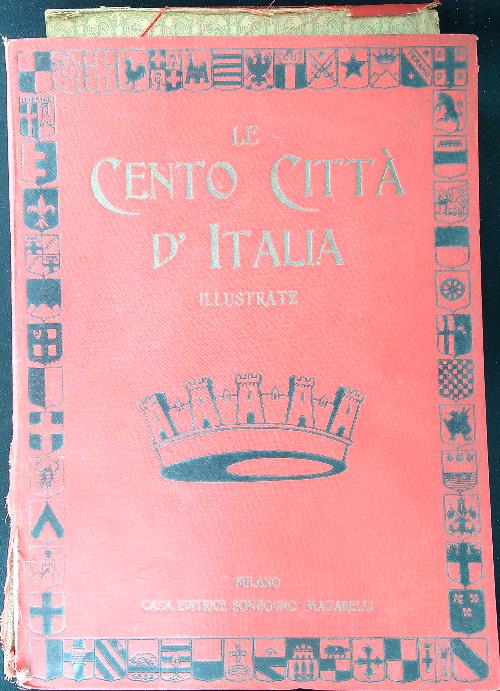 LE
CENTO CITTÀ
D'ITALIA
ILLUSTRATE
MILANO
CASA EDITRICE SONZOGNO - MATARELLI